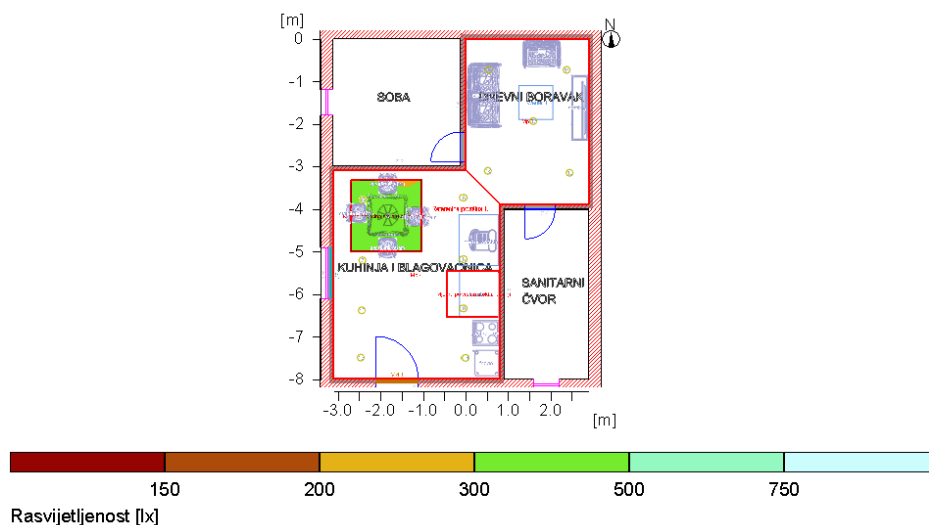 [m]
N
0
-1
-2
-3
-4
-5
-6
-7
-8
SOBA
DNEVNI BORAVAK
KUHINJA I BLAGOVAONICA
SANITARNI
ČVOR
-3.0 -2.0 -1.0 0.0 1.0 2.0
[m]
150 200 300 500 750
Rasvijetljenost [lx]